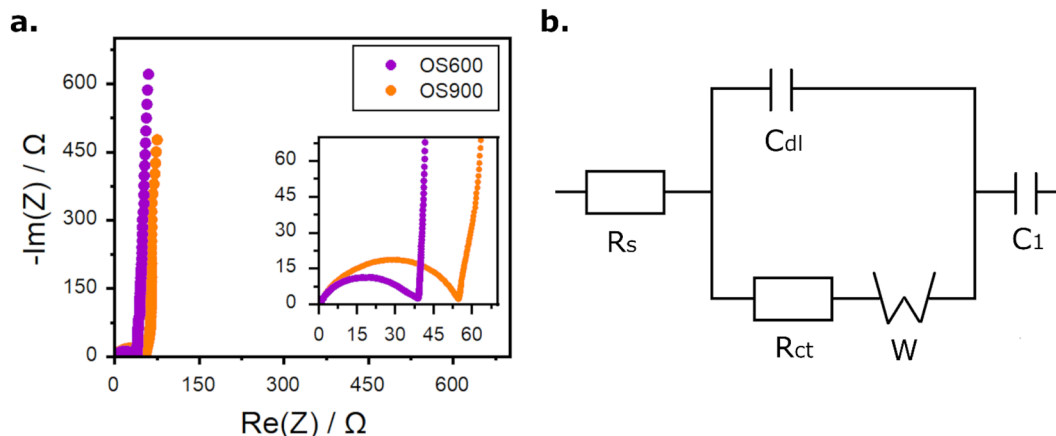 a.
-Im(Z) / Ω
600
450
300
150
0
OS600
OS900
60
45
30
15
0
0 15 30 45 60
0 150 300 450 600
Re(Z) / Ω
b.
Cdl
Rs
C1
Rct
W